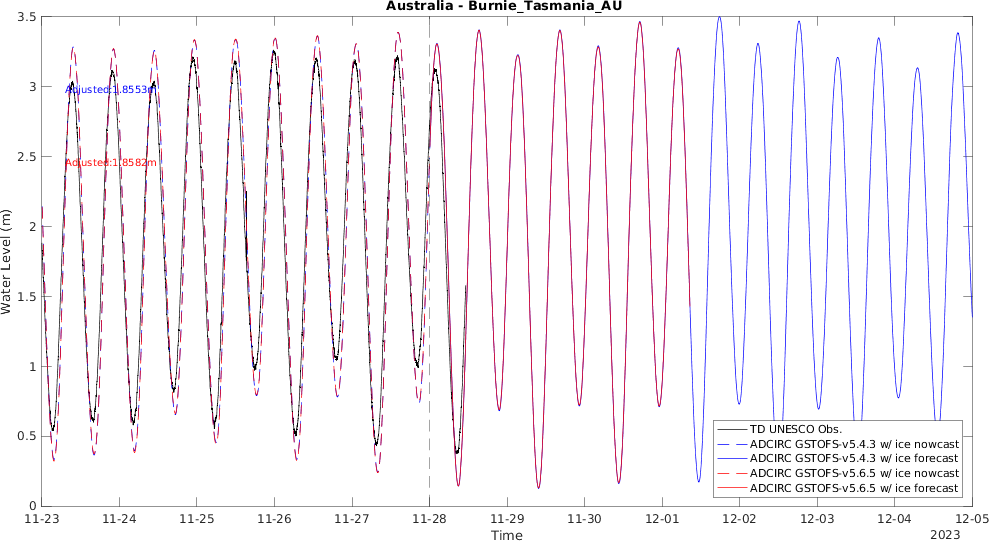 Australia - Burnie_Tasmania_AU
3.5
3
2.5
2
1.5
1
0.5
0
Water Level (m)
Adjusted:1.8553m
Adjusted:1.8582m
TD UNESCO Obs.
ADCIRC GSTOFS-v5.4.3 w/ ice nowcast
ADCIRC GSTOFS-v5.4.3 w/ ice forecast
ADCIRC GSTOFS-v5.6.5 w/ ice nowcast
ADCIRC GSTOFS-v5.6.5 w/ ice forecast
11-23 11-24 11-25 11-26 11-27 11-28 11-29 11-30 12-01 12-02 12-03 12-04 12-05
Time
2023